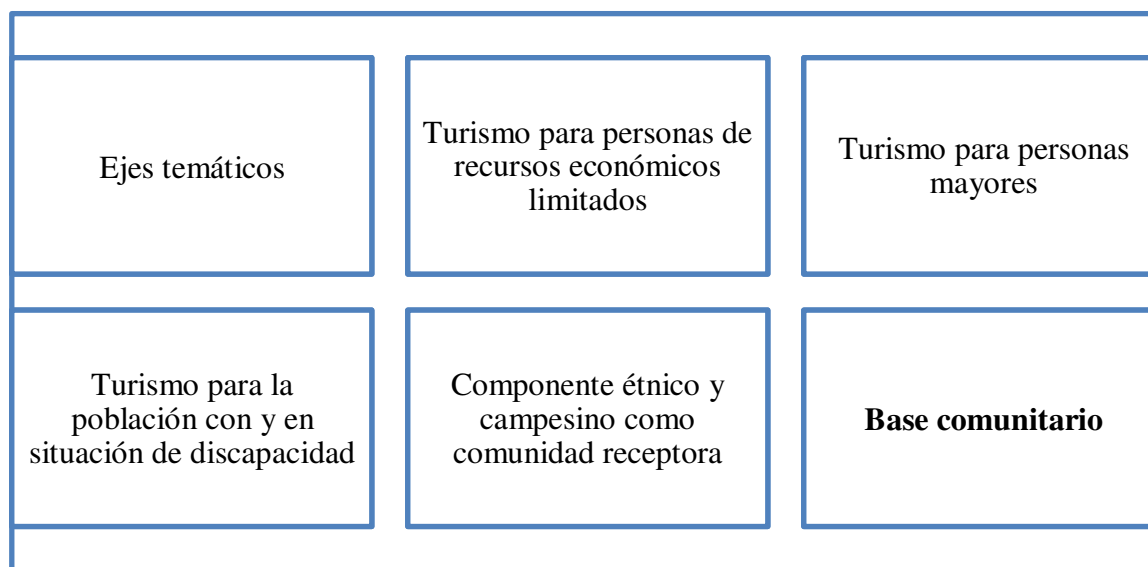 Ejes temáticos
Turismo para personas de
recursos económicos
limitados
Turismo para personas
mayores
Turismo para la
población con y en
situación de discapacidad
Componente étnico y
campesino como
comunidad receptora
Base comunitario